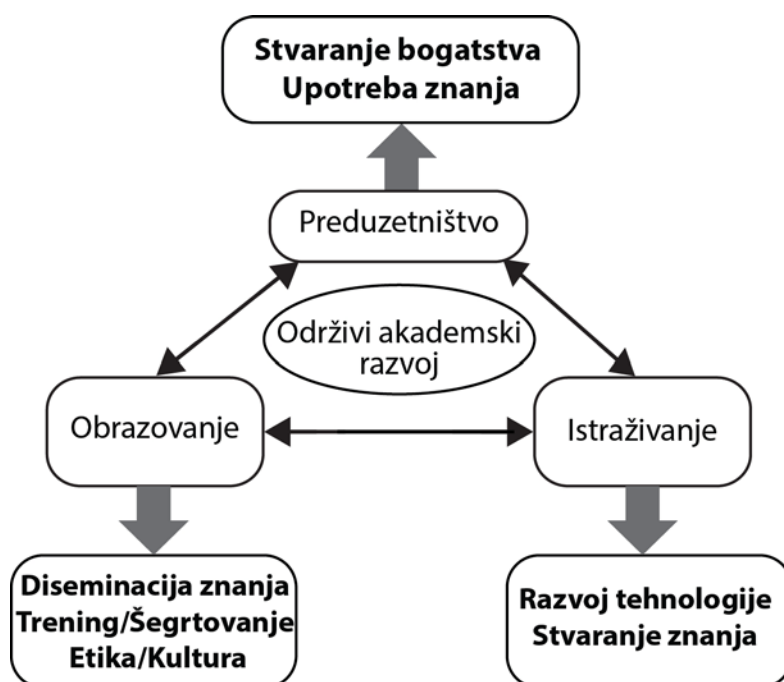 Stvaranje bogatstva
Upotreba znanja
Preduzetništvo
Održivi akademski
razvoj
Obrazovanje
Istraživanje
Diseminacija znanja
Trening/Šegrtovanje
Etika/Kultura
Razvoj tehnologije
Stvaranje znanja